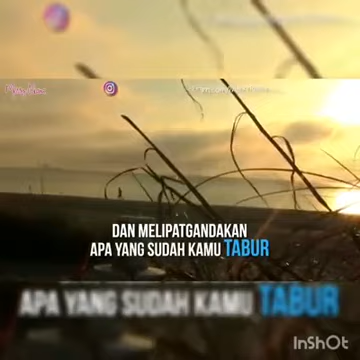 DAN MELIPATGANDAKAN
APA YANG SUDAH KAMU TABUR
APA YANG SUDAH KAMU TABUR
InShOt